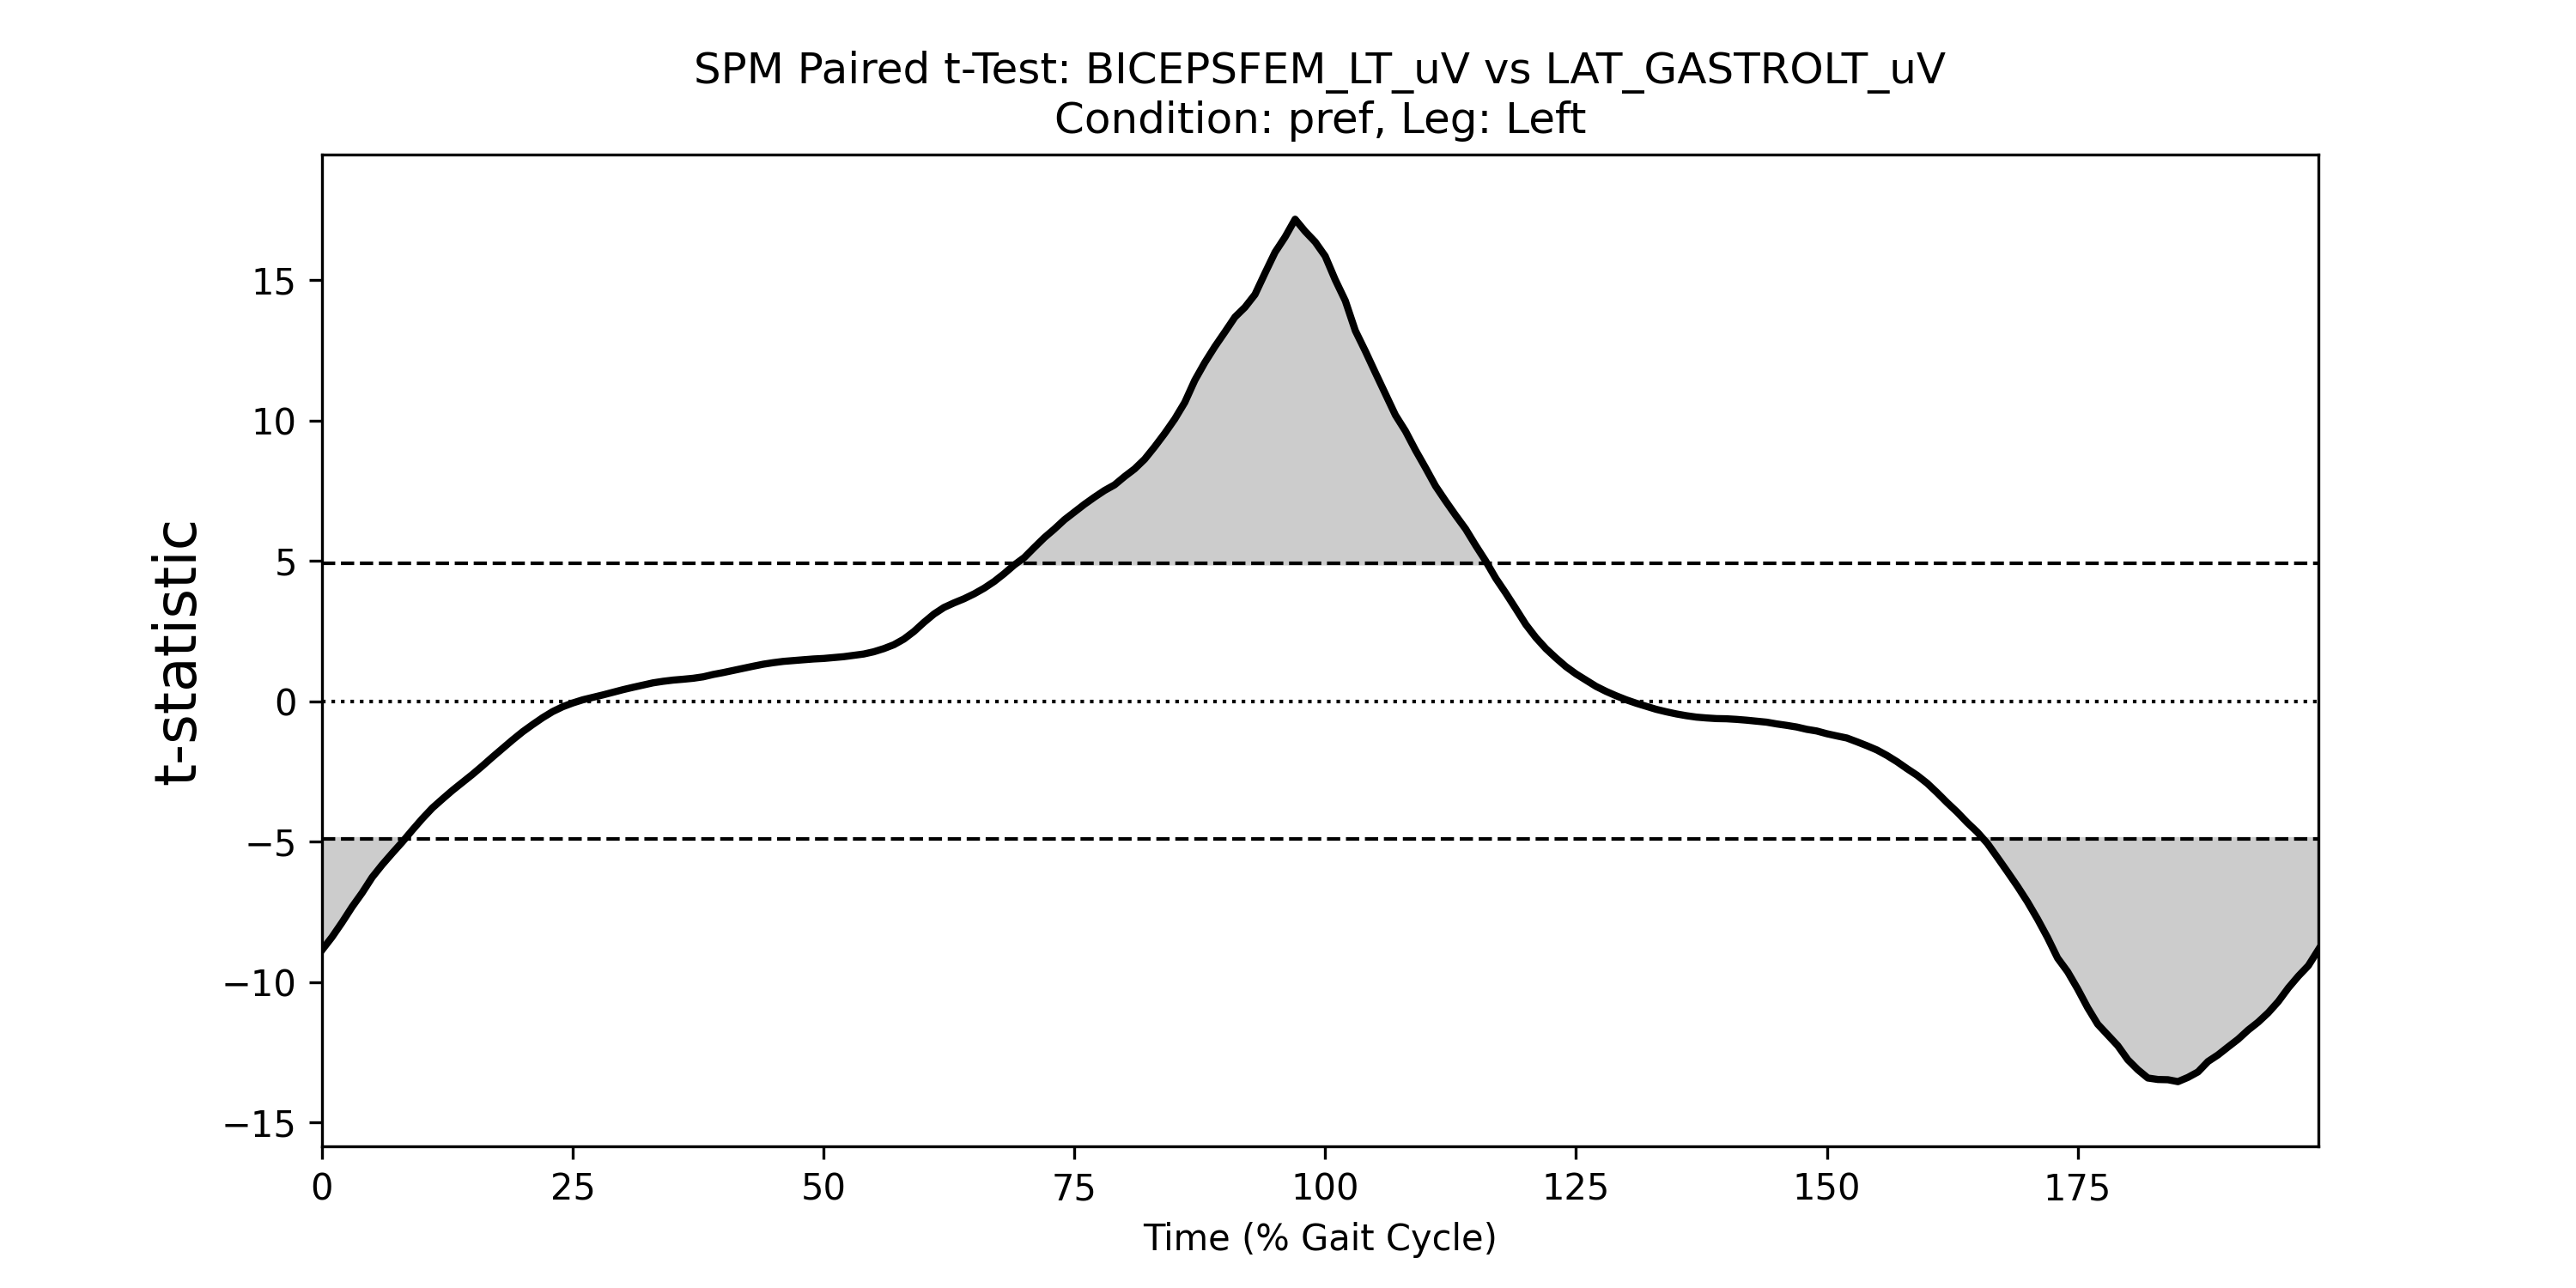 SPM Paired t-Test: BICEPSFEM_LT_uV vs LAT_GASTROLT_uV
Condition: pref, Leg: Left
t-statistic
15
10
5
0
−5
−10
−15
0 25 50 75 100 125 150 175
Time (% Gait Cycle)